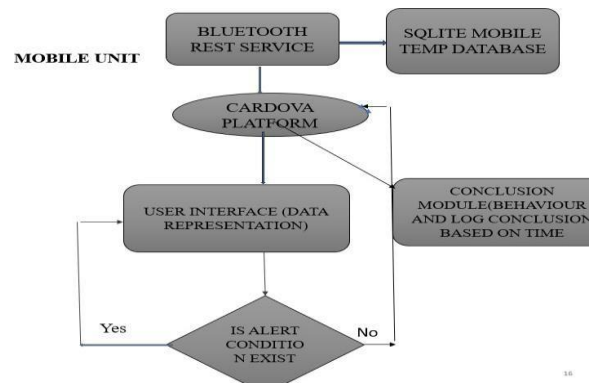 BLUETOOTH
REST SERVICE
SQLITE MOBILE
TEMP DATABASE
MOBILE UNIT
CARDOVA
PLATFORM
CONCLUSION
MODULE(BEHAVIOUR
AND LOG CONCLUSION
BASED ON TIME
USER INTERFACE (DATA
REPRESENTATION)
Yes
No
IS ALERT
CONDITIO
N EXIST
16